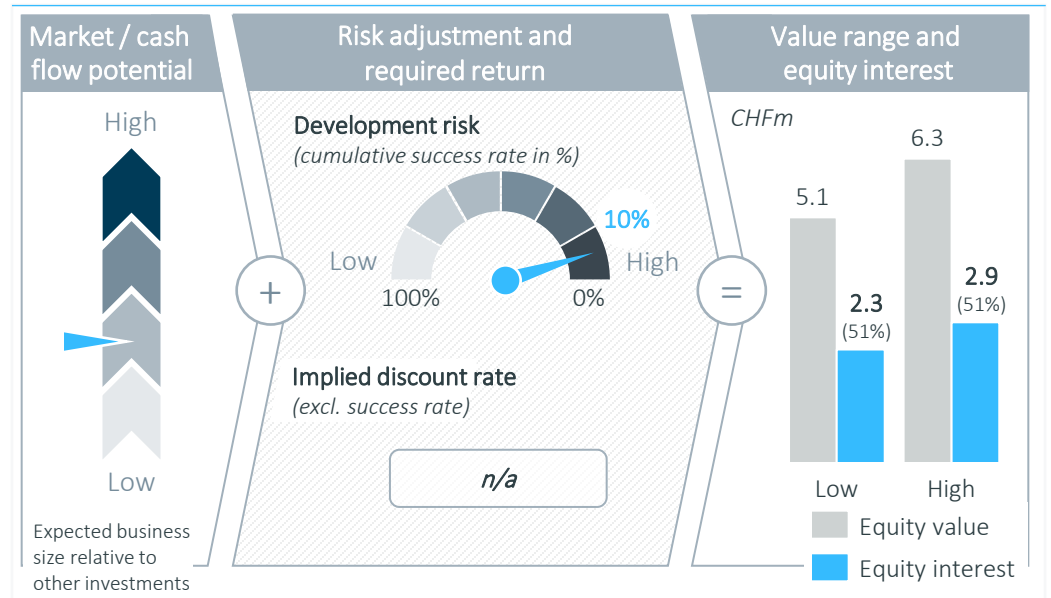 Market / cash
flow potential
High
Low
Expected business
size relative to
other investments
+
Risk adjustment and
required return
Development risk
(cumulative success rate in %)
10%
Low
High
100%
0%
Implied discount rate
(excl. success rate)
n/a
=
Value range and
equity interest
CHFm
6.3
5.1
2.9
(51%)
2.3
(51%)
Low
High
Equity value
Equity interest